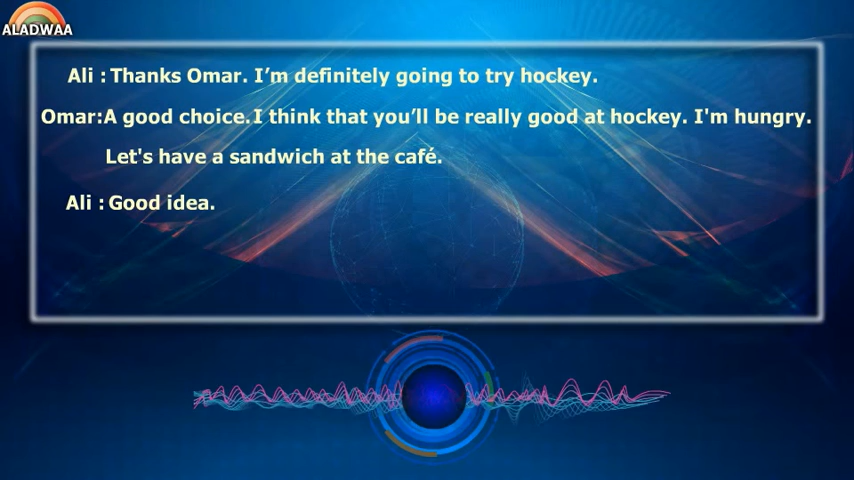 ALADWAA
Ali : Thanks Omar. I’m definitely going to try hockey.
Omar:A good choice. I think that you’ll be really good at hockey. I'm hungry.
Let's have a sandwich at the café.
Ali : Good idea.